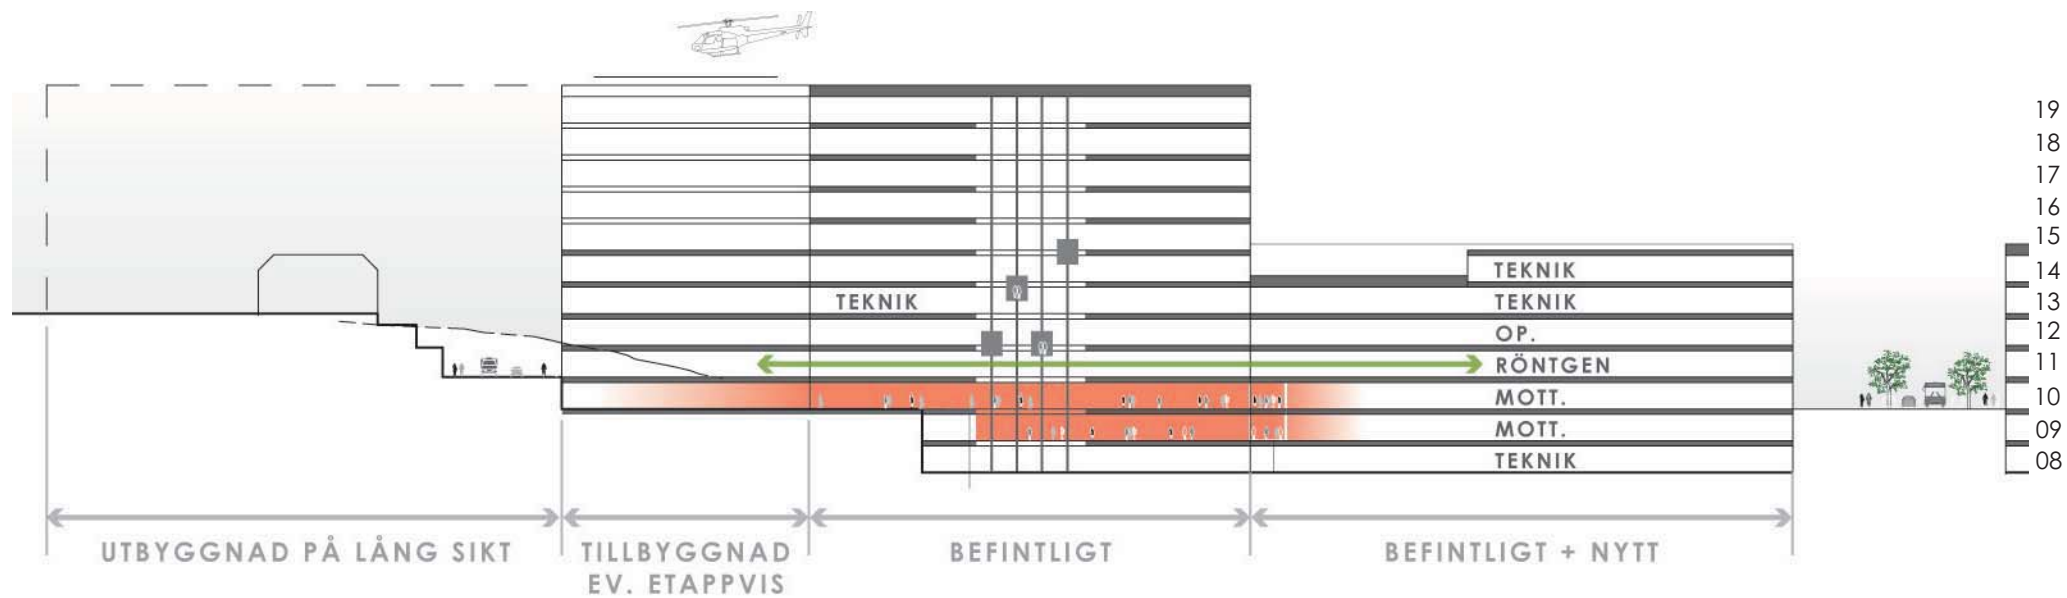 19
18
17
16
15
TEKNIK
14
TEKNIK
TEKNIK
13
OP.
12
RÖNTGEN
11
MOTT.
10
MOTT.
09
TEKNIK
08
UTBYGGNAD PÅ LÅNG SIKT
TILLBYGGNAD
EV. ETAPPVIS
BEFINTLIGT
BEFINTLIGT + NYTT